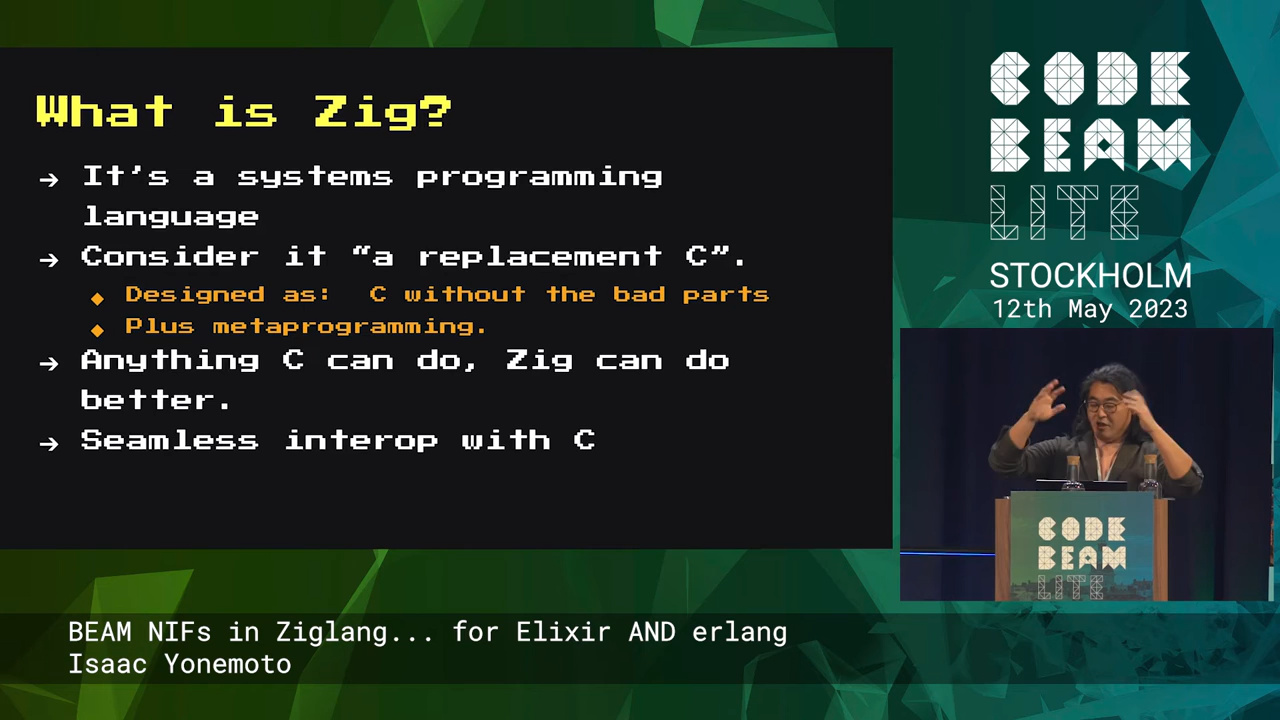 What is Zig?
→ It's a systems programming
language
→ Consider it “a replacement C”.
◆ Designed as: C without the bad parts
◆ Plus metaprogramming.
→ Anything C can do, Zig can do
better.
→ Seamless interop with C
CODE
BEAM
LITE
STOCKHOLM
12th May 2023
CODE
BEAM
LITE
BEAM NIFs in Ziglang... for Elixir AND erlang
Isaac Yonemoto